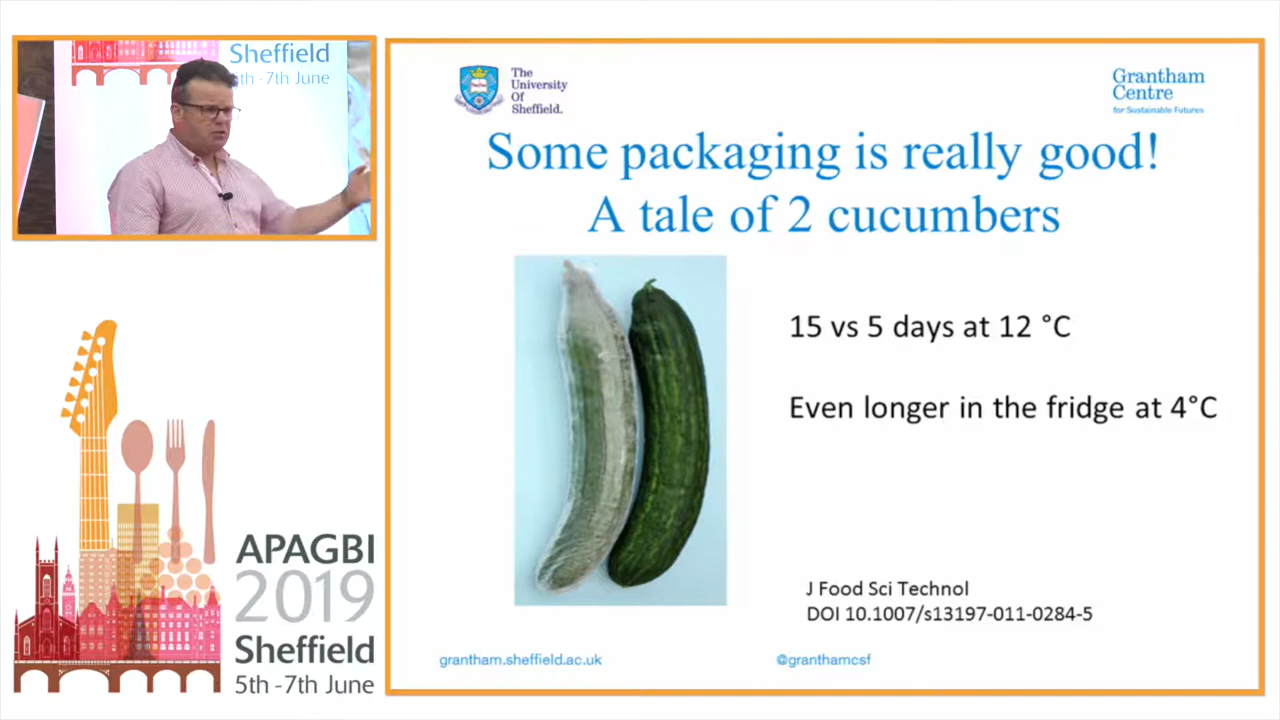 Sheffield
5th -7th June
The
University
Of
Sheffield.
Grantham
Centre
for Sustainable Futures
Some packaging is really good!
A tale of 2 cucumbers
15 vs 5 days at 12 °C
Even longer in the fridge at 4°C
J Food Sci Technol
DOI 10.1007/s13197-011-0284-5
grantham.sheffield.ac.uk
@granthamcsf
APAGBI
2019
Sheffield
5th -7th June